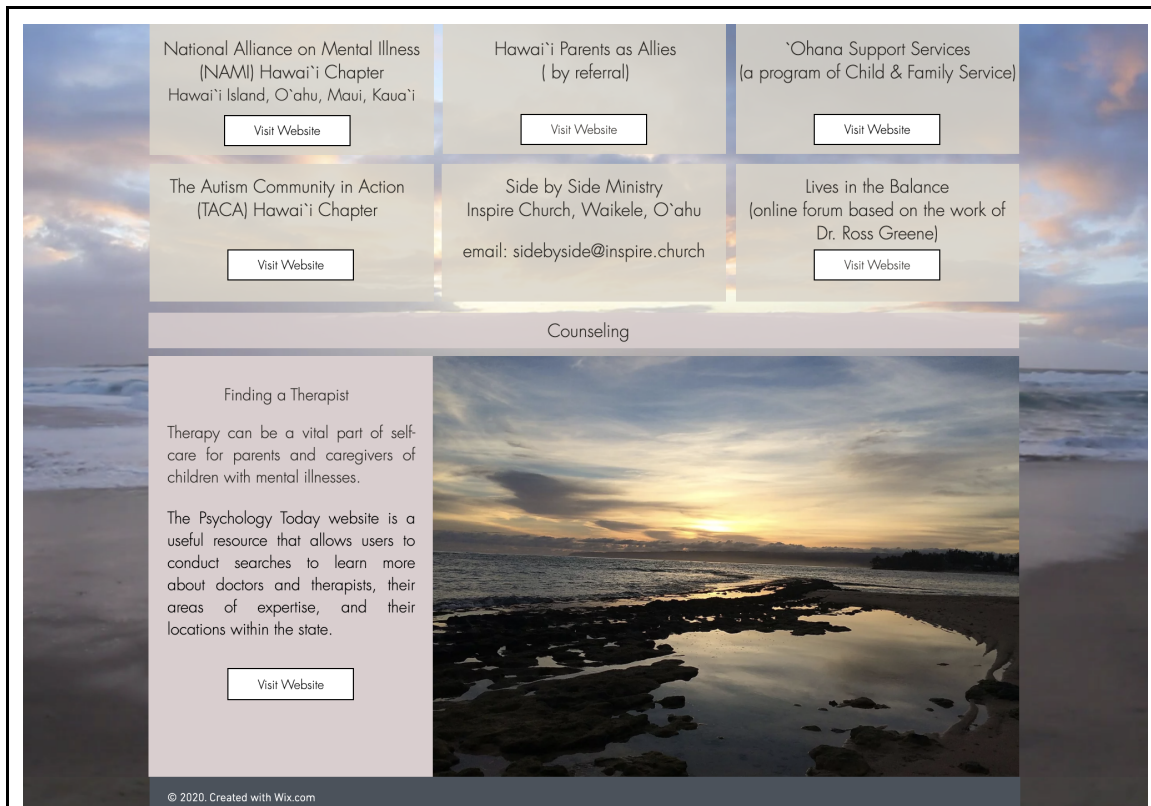 National Alliance on Mental Illness
(NAMI) Hawai`i Chapter
Hawai`i Island, O`ahu, Maui, Kaua`i
Visit Website
Hawai`i Parents as Allies
( by referral)
Visit Website
`Ohana Support Services
(a program of Child & Family Service)
Visit Website
The Autism Community in Action
(TACA) Hawai`i Chapter
Visit Website
Side by Side Ministry
Inspire Church, Waikele, O`ahu
email: sidebyside@inspire.church
Lives in the Balance
(online forum based on the work of
Dr. Ross Greene)
Visit Website
Counseling
Finding a Therapist
Therapy can be a vital part of self-
care for parents and caregivers of
children with mental illnesses.
The Psychology Today website is a
useful resource that allows users to
conduct searches to learn more
about doctors and therapists, their
areas of expertise, and their
locations within the state.
Visit Website
© 2020. Created with Wix.com